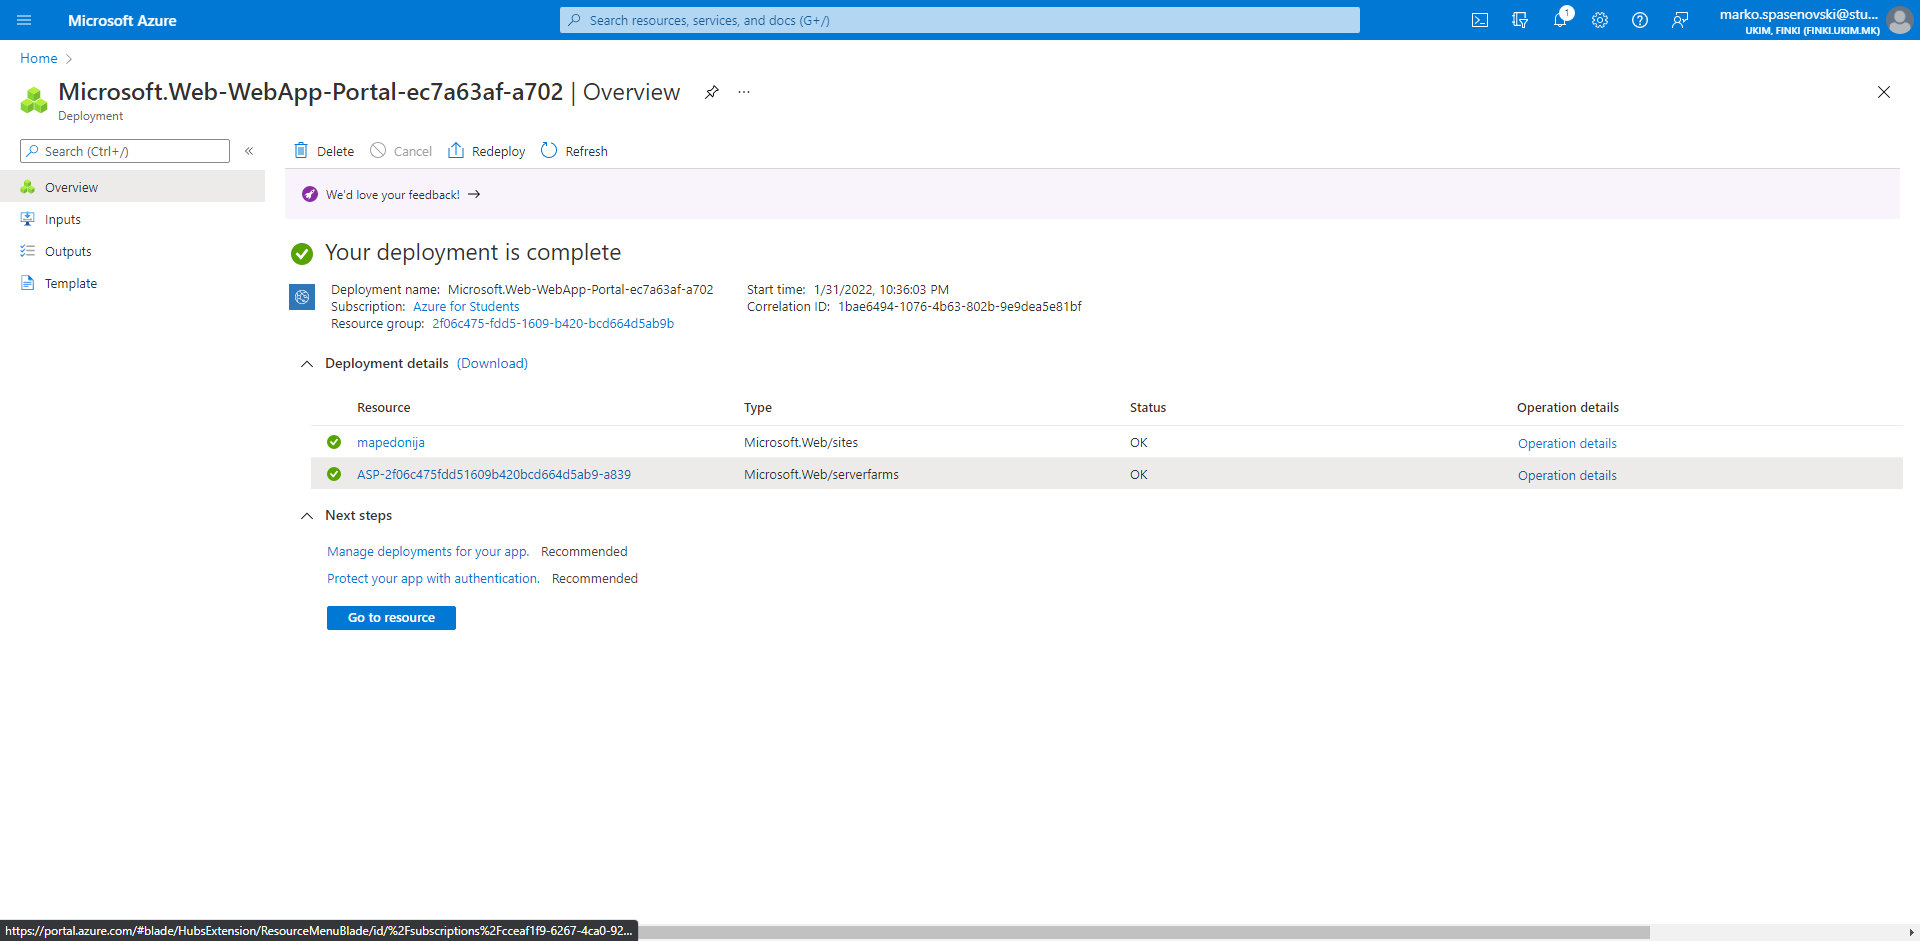 Microsoft Azure
Search resources, services, and docs (G+/)
1
marko.spasenovski@stu...
UKIM, FINKI (FINKI.UKIM.MK)
Home
Microsoft.Web-WebApp-Portal-ec7a63af-a702 | Overview
Deployment
Search (Ctrl+/)
Delete
Cancel
Redeploy
Refresh
Overview
Inputs
Outputs
Template
We'd love your feedback!
Your deployment is complete
Deployment name: Microsoft.Web-WebApp-Portal-ec7a63af-a702
Subscription: Azure for Students
Resource group: 2f06c475-fdd5-1609-b420-bcd664d5ab9b
Start time: 1/31/2022, 10:36:03 PM
Correlation ID: 1bae6494-1076-4b63-802b-9e9dea5e81bf
Deployment details (Download)
Resource Type Status Operation details
mapedonija Microsoft.Web/sites OK Operation details
ASP-2f06c475fdd51609b420bcd664d5ab9-a839 Microsoft.Web/serverfarms OK Operation details
Next steps
Manage deployments for your app. Recommended
Protect your app with authentication. Recommended
Go to resource
https://portal.azure.com/#blade/HubsExtension/ResourceMenuBlade/id/%2Fsubscriptions%2Fcceaf1f9-6267-4ca0-92...